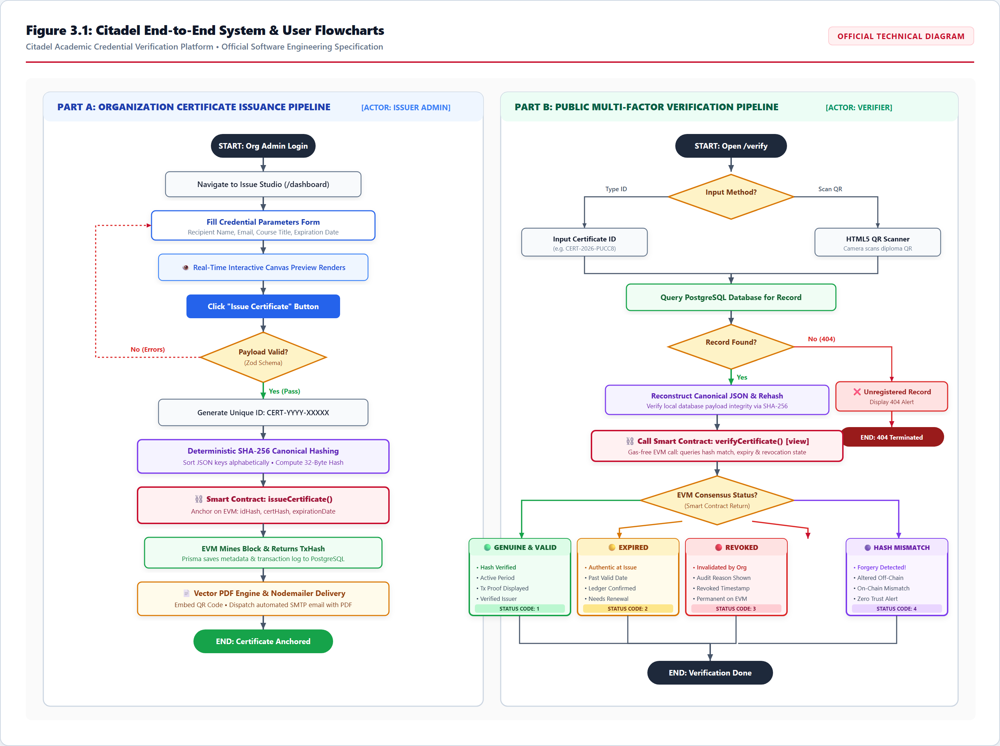 Figure 3.1: Citadel End-to-End System & User Flowcharts
Citadel Academic Credential Verification Platform • Official Software Engineering Specification
OFFICIAL TECHNICAL DIAGRAM
PART A: ORGANIZATION CERTIFICATE ISSUANCE PIPELINE
[ACTOR: ISSUER ADMIN]
START: Org Admin Login
Navigate to Issue Studio (/dashboard)
Fill Credential Parameters Form
Recipient Name, Email, Course Title, Expiration Date
Real-Time Interactive Canvas Preview Renders
Click "Issue Certificate" Button
No (Errors)
Payload Valid?
(Zod Schema)
Yes (Pass)
Generate Unique ID: CERT-YYYY-XXXXX
Deterministic SHA-256 Canonical Hashing
Sort JSON keys alphabetically • Compute 32-Byte Hash
Smart Contract: issueCertificate()
Anchor on EVM: idHash, certHash, expirationDate
EVM Mines Block & Returns TxHash
Prisma saves metadata & transaction log to PostgreSQL
Vector PDF Engine & Nodemailer Delivery
Embed QR Code • Dispatch automated SMTP email with PDF
END: Certificate Anchored
PART B: PUBLIC MULTI-FACTOR VERIFICATION PIPELINE
[ACTOR: VERIFIER]
START: Open /verify
Type ID
Input Method?
Scan QR
Input Certificate ID
(e.g. CERT-2026-PUCC8)
HTML5 QR Scanner
Camera scans diploma QR
Query PostgreSQL Database for Record
Record Found?
No (404)
Yes
Reconstruct Canonical JSON & Rehash
Verify local database payload integrity via SHA-256
Unregistered Record
Display 404 Alert
END: 404 Terminated
Call Smart Contract: verifyCertificate() [view]
Gas-free EVM call: queries hash match, expiry & revocation state
EVM Consensus Status?
(Smart Contract Return)
GENUINE & VALID
• Hash Verified
• Active Period
• Tx Proof Displayed
• Verified Issuer
STATUS CODE: 1
EXPIRED
• Authentic at Issue
• Past Valid Date
• Ledger Confirmed
• Needs Renewal
STATUS CODE: 2
REVOKED
• Invalidated by Org
• Audit Reason Shown
• Revoked Timestamp
• Permanent on EVM
STATUS CODE: 3
HASH MISMATCH
• Forgery Detected!
• Altered Off-Chain
• On-Chain Mismatch
• Zero Trust Alert
STATUS CODE: 4
END: Verification Done